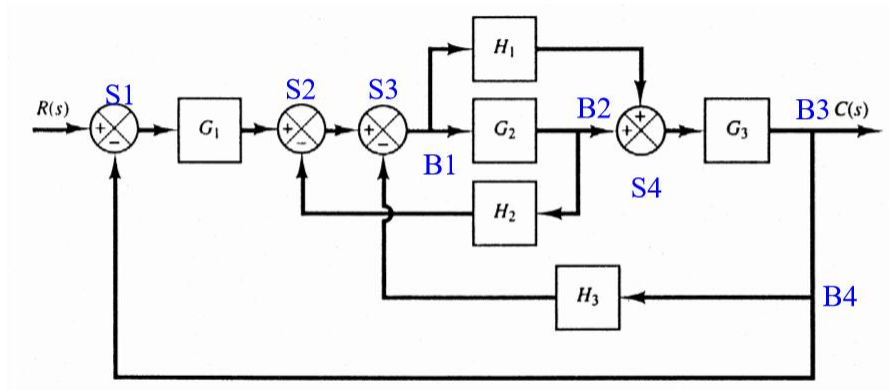 H₁
S1
S2
S3
R(s)
+
−
G₁
+
−
+
−
G₂
B2
+
+
G₃
B3
C(s)
B1
S4
H₂
H₃
B4